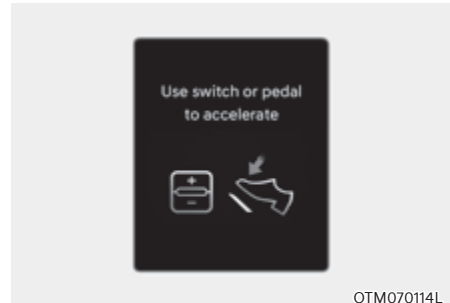 Use switch or pedal
to accelerate
+
−
OTM070114L